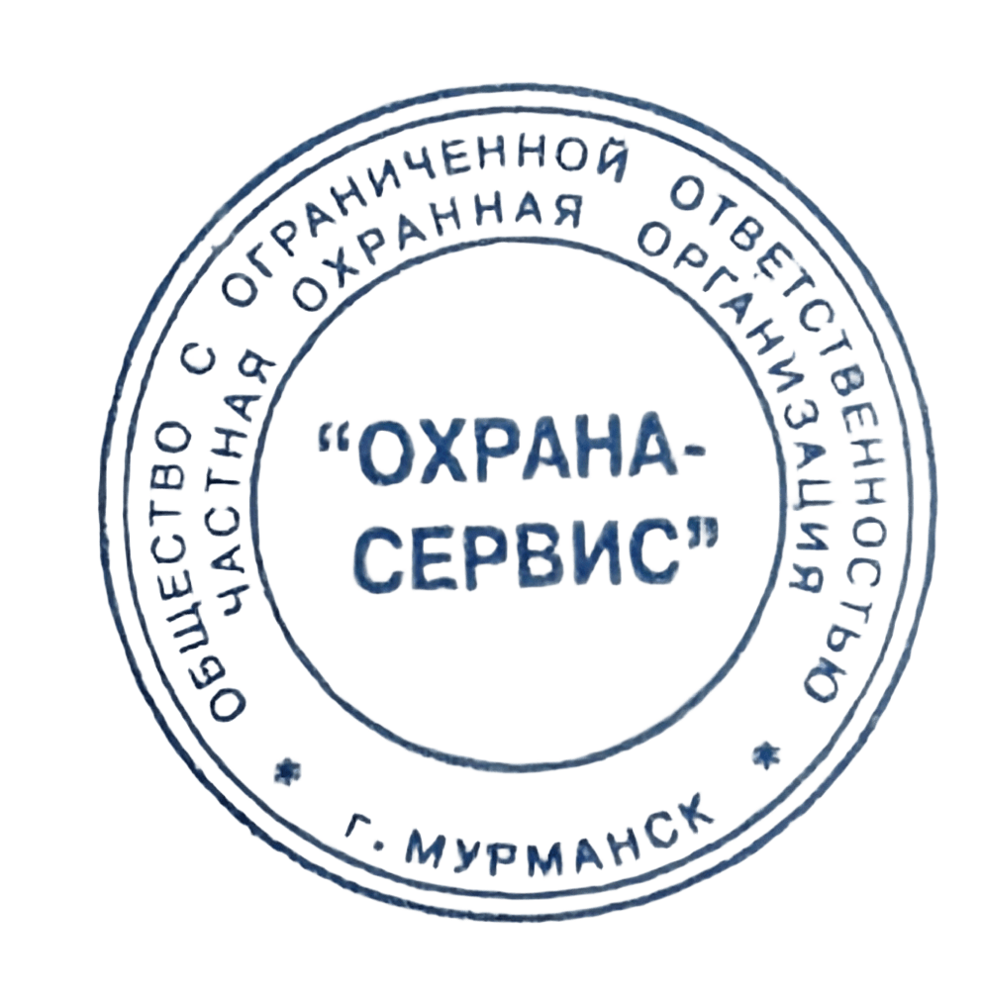 ОБЩЕСТВО С ОГРАНИЧЕННОЙ ОТВЕТСТВЕННОСТЬЮ
ЧАСТНАЯ ОХРАННАЯ ОРГАНИЗАЦИЯ
"ОХРАНА-
СЕРВИС"
* г. МУРМАНСК *